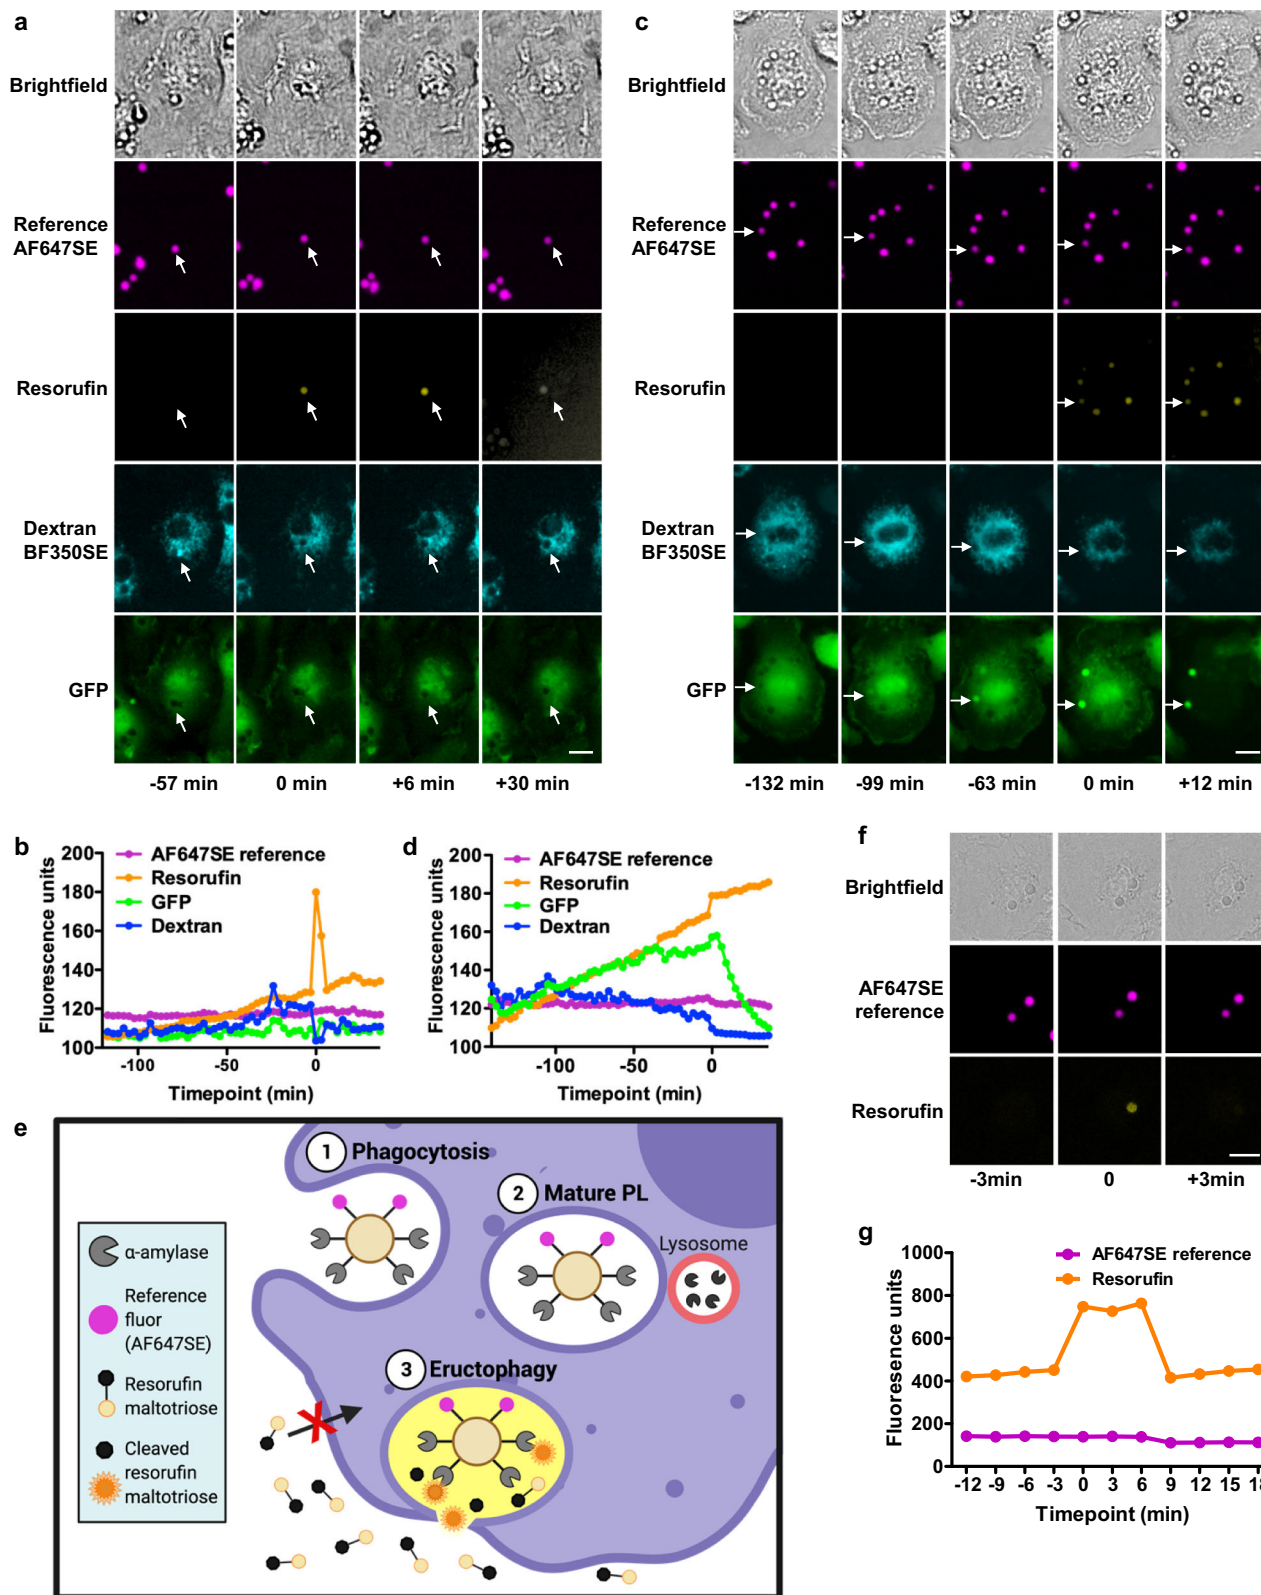 a
Brightfield
Reference
AF647SE
Resorufin
Dextran
BF350SE
GFP
-57 min 0 min +6 min +30 min
c
Brightfield
Reference
AF647SE
Resorufin
Dextran
BF350SE
GFP
-132 min -99 min -63 min 0 min +12 min
b
AF647SE reference
Resorufin
GFP
Dextran
Fluorescence units
200
180
160
140
120
100
-100 -50 0
Timepoint (min)
d
AF647SE reference
Resorufin
GFP
Dextran
Fluorescence units
200
180
160
140
120
100
-100 0
Timepoint (min)
f
Brightfield
AF647SE
reference
Resorufin
-3min 0 +3min
e
1 Phagocytosis
2 Mature PL
Lysosome
3 Eructophagy
α-amylase
Reference
fluor
(AF647SE)
Resorufin
maltotriose
Cleaved
resorufin
maltotriose
g
AF647SE reference
Resorufin
Fluoresence units
1000
800
600
400
200
0
-12 -9 -6 -3 0 3 6 9 12 15 18
Timepoint (min)